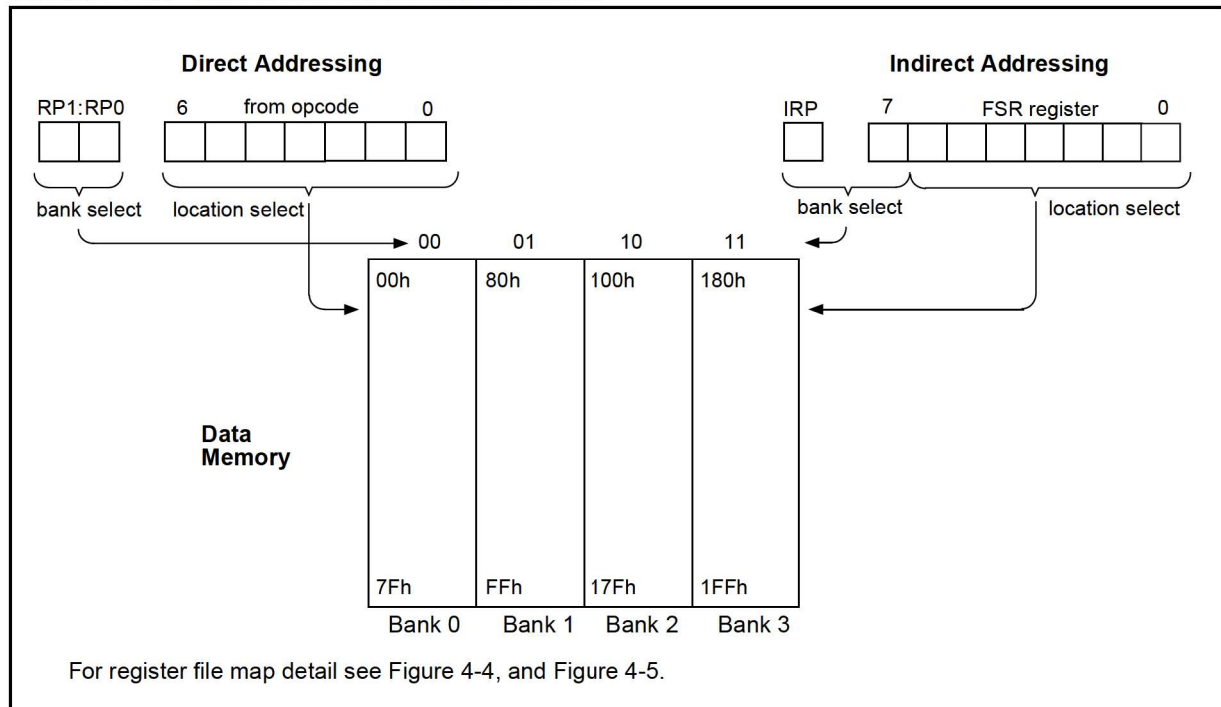 Direct Addressing
Indirect Addressing
RP1:RP0 6 from opcode 0
IRP 7 FSR register 0
bank select location select
bank select location select
00 01 10 11
00h 80h 100h 180h
Data
Memory
7Fh FFh 17Fh 1FFh
Bank 0 Bank 1 Bank 2 Bank 3
For register file map detail see Figure 4-4, and Figure 4-5.